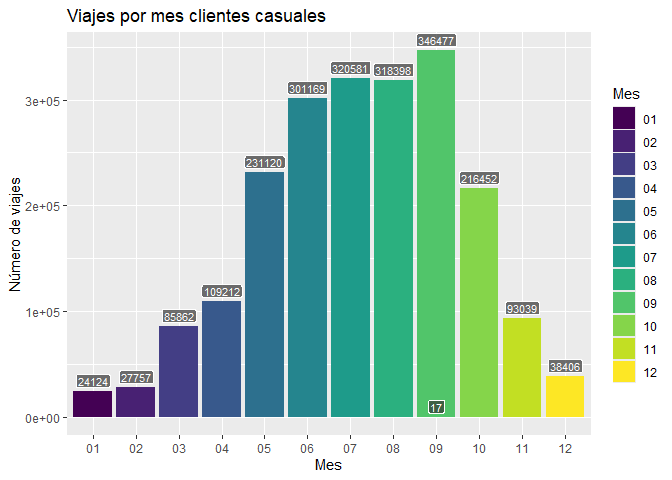 Viajes por mes clientes casuales
Número de viajes
3e+05
2e+05
1e+05
0e+00
24124
27757
85862
109212
231120
301169
320581
318398
346477
17
216452
93039
38406
01 02 03 04 05 06 07 08 09 10 11 12
Mes
Mes
01
02
03
04
05
06
07
08
09
10
11
12